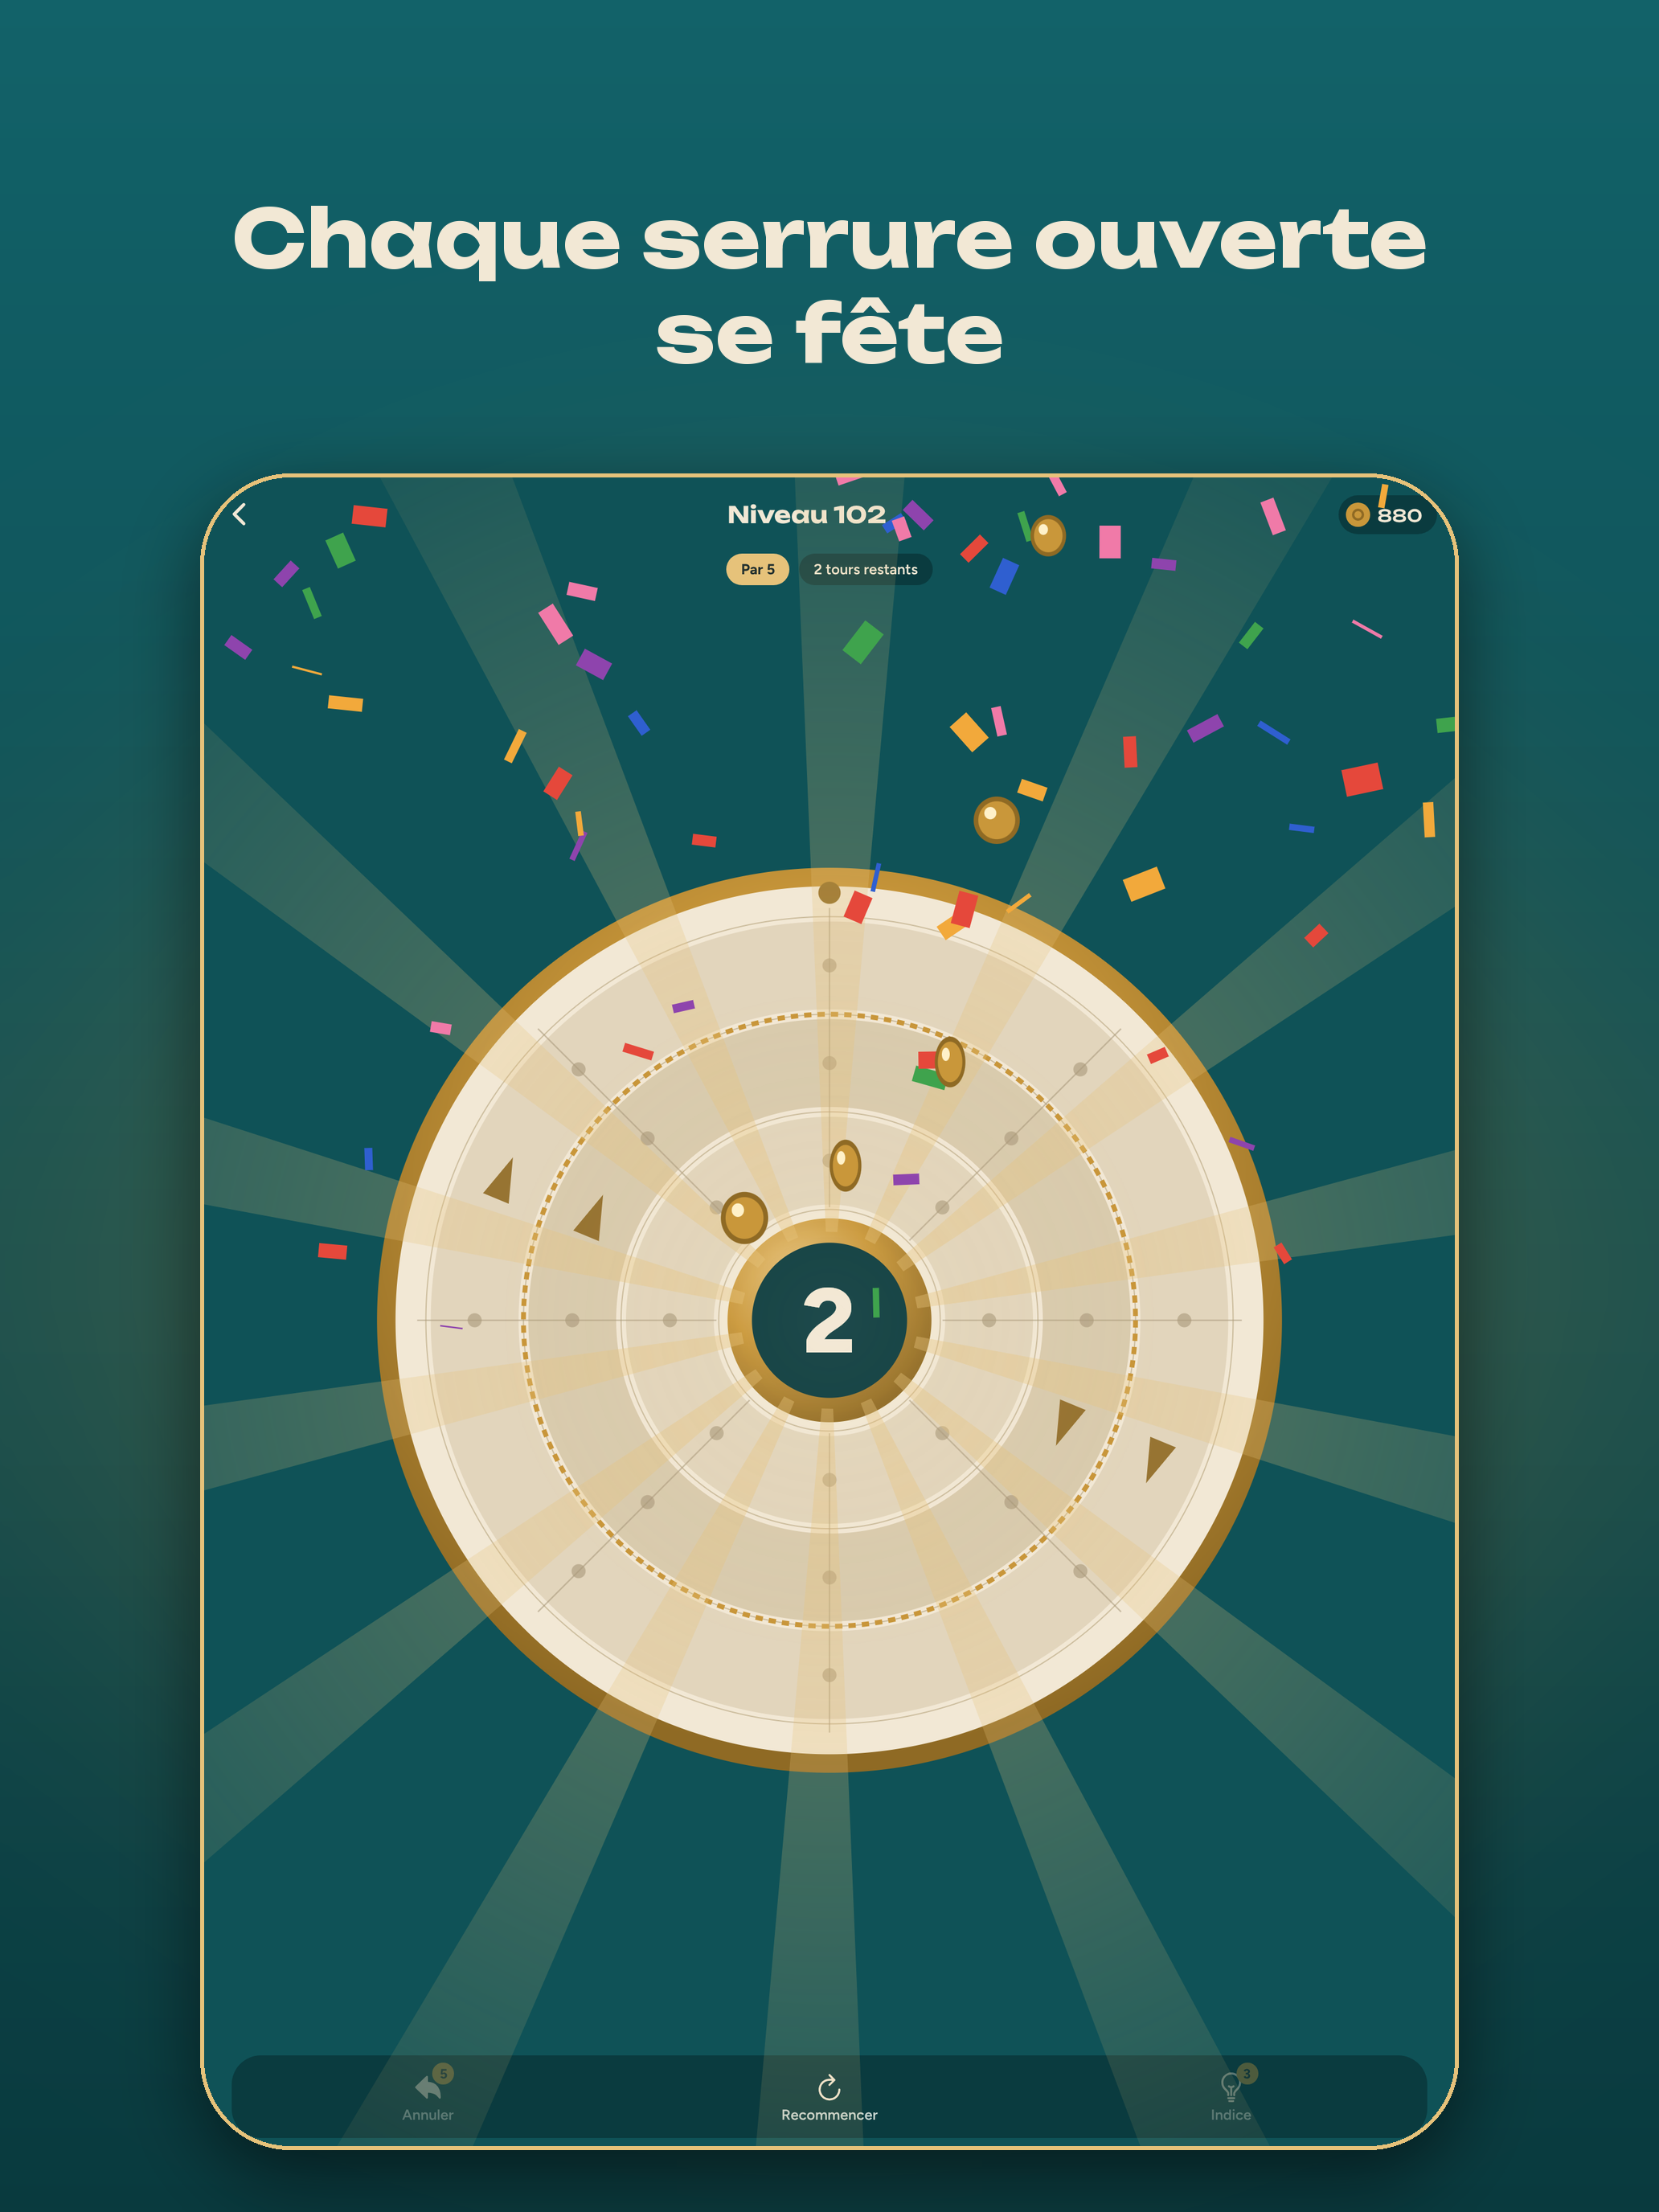 Chaque serrure ouverte
se fête
Niveau 102
880
Par 5
2 tours restants
2
5
Annuler
Recommencer
3
Indice